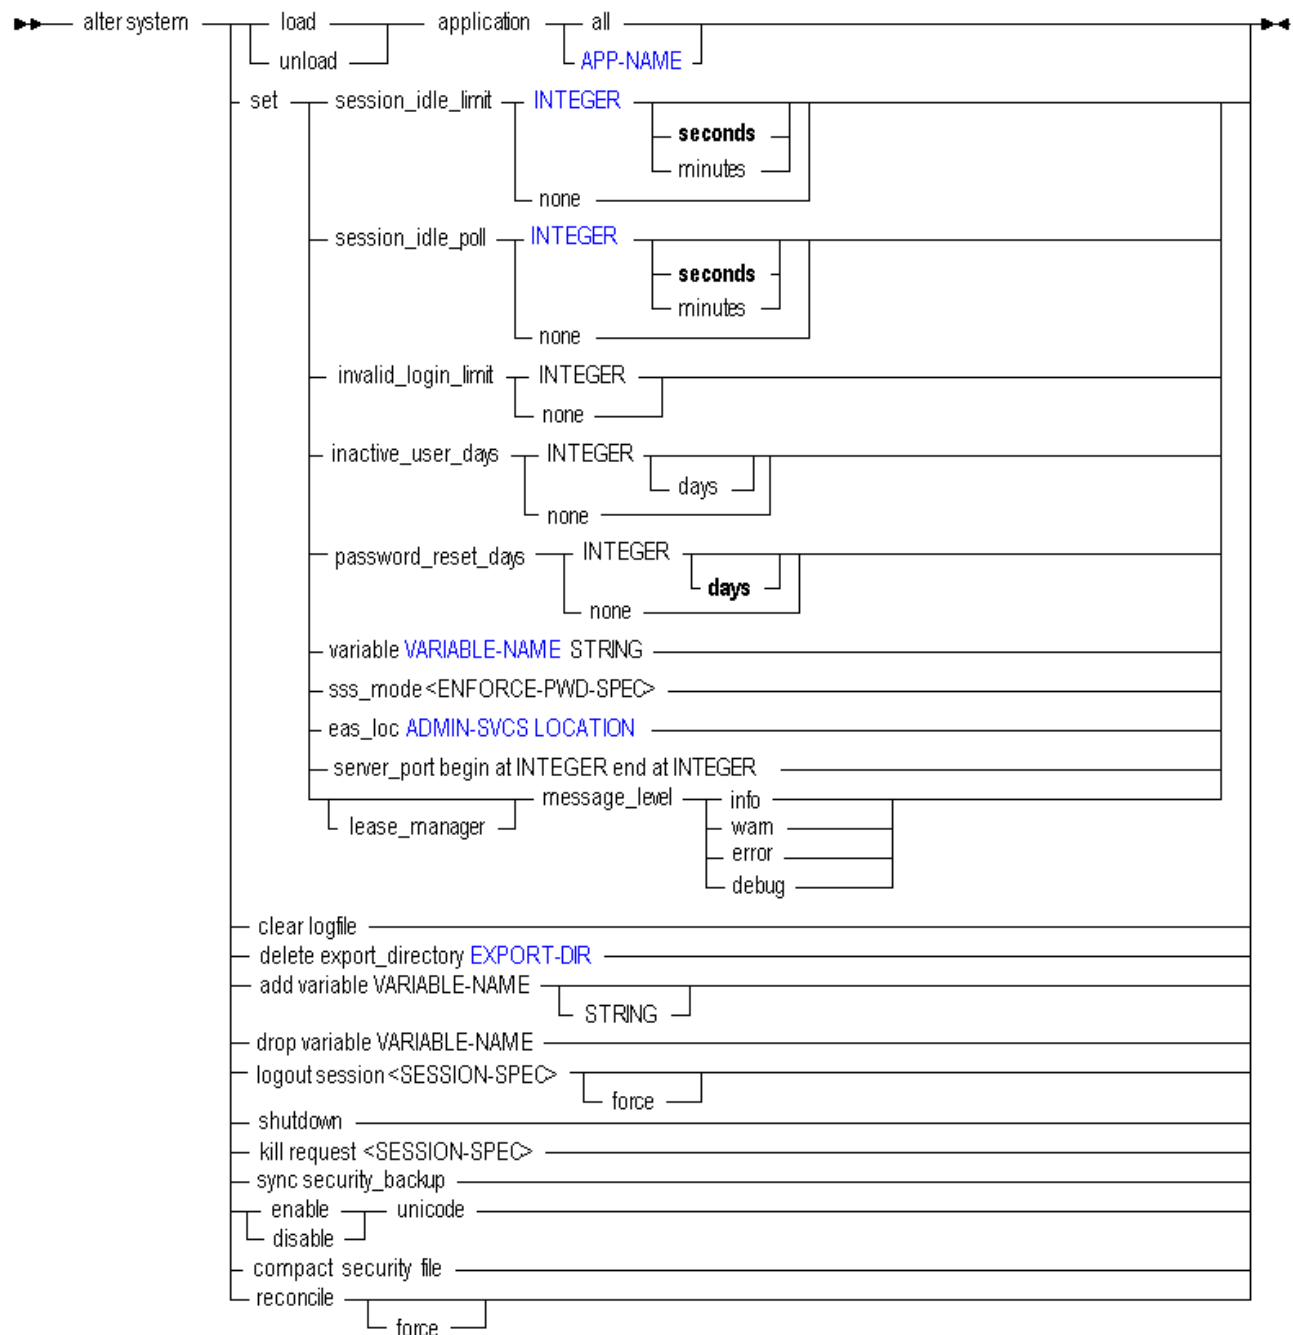 alter system load application all
unload APP-NAME
set session_idle_limit INTEGER
seconds
minutes
none
session_idle_poll INTEGER
seconds
minutes
none
invalid_login_limit INTEGER
none
inactive_user_days INTEGER
days
none
password_reset_days INTEGER
days
none
variable VARIABLE-NAME STRING
sss_mode <ENFORCE-PWD-SPEC>
eas_loc ADMIN-SVCS LOCATION
server_port begin at INTEGER end at INTEGER
message_level info
lease_manager warn
error
debug
clear logfile
delete export_directory EXPORT-DIR
add variable VARIABLE-NAME
STRING
drop variable VARIABLE-NAME
logout session <SESSION-SPEC>
force
shutdown
kill request <SESSION-SPEC>
sync security_backup
enable unicode
disable
compact security file
reconcile
force